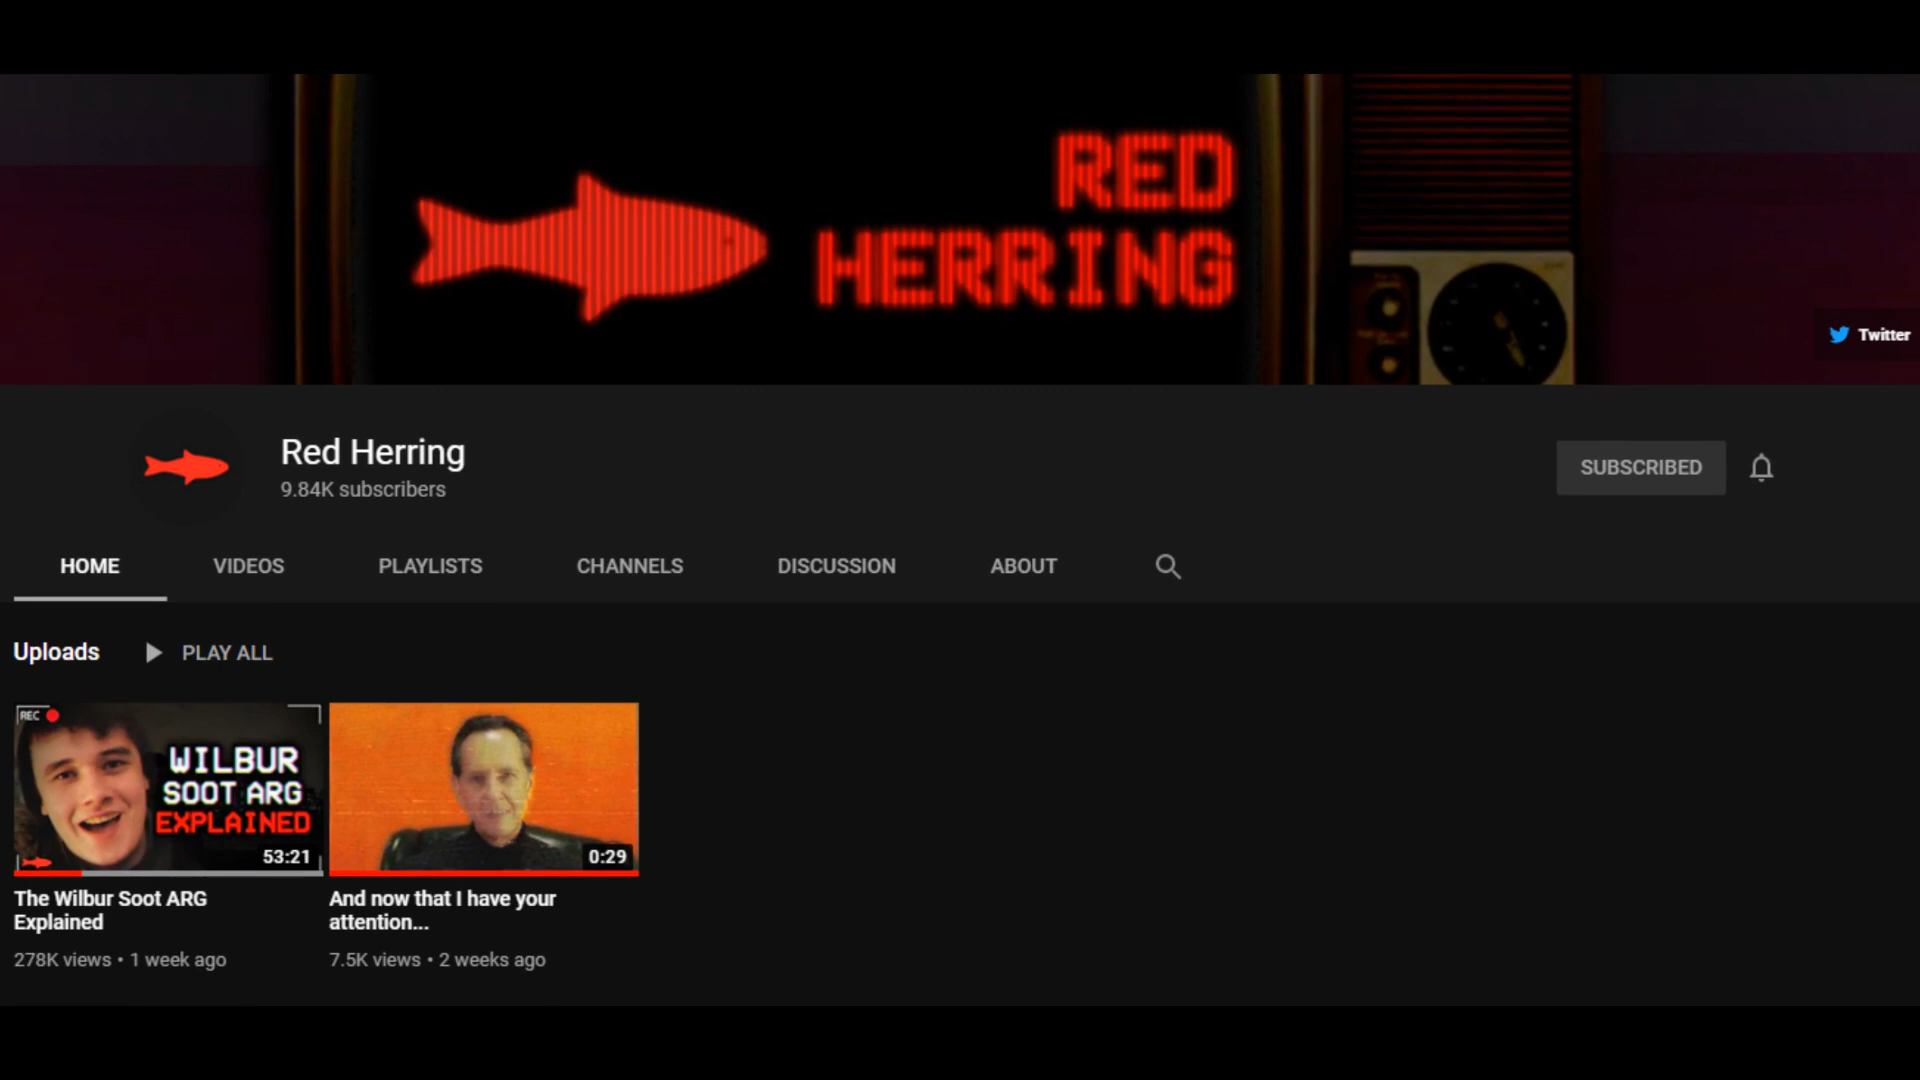 RED
HERRING
Twitter
Red Herring
9.84K subscribers
SUBSCRIBED
HOME
VIDEOS
PLAYLISTS
CHANNELS
DISCUSSION
ABOUT
Uploads
PLAY ALL
REC
WILBUR
SOOT ARG
EXPLAINED
53:21
0:29
The Wilbur Soot ARG
Explained
278K views • 1 week ago
And now that I have your
attention...
7.5K views • 2 weeks ago